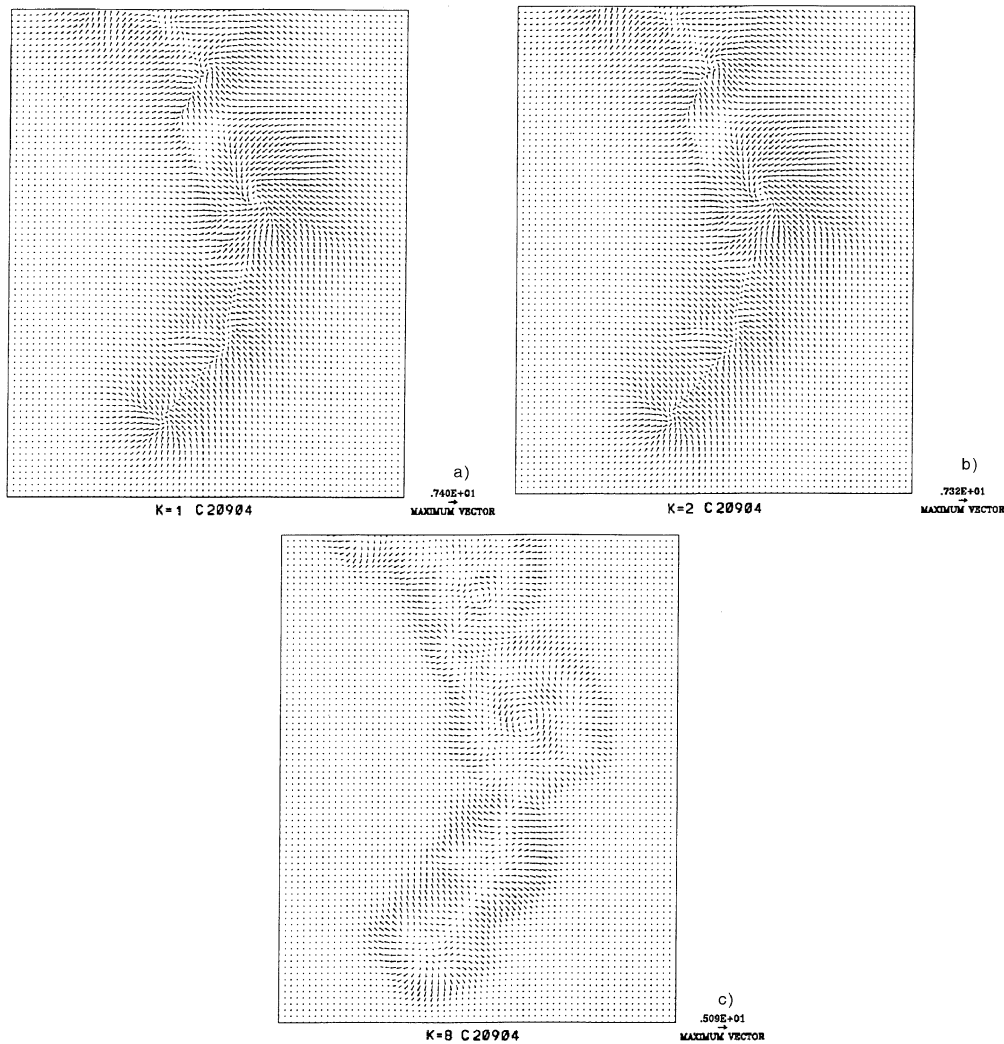 a)
.740E+01
MAXIMUM VECTOR
K=1 C20904
b)
.732E+01
MAXIMUM VECTOR
K=2 C20904
c)
.509E+01
MAXIMUM VECTOR
K=8 C20904